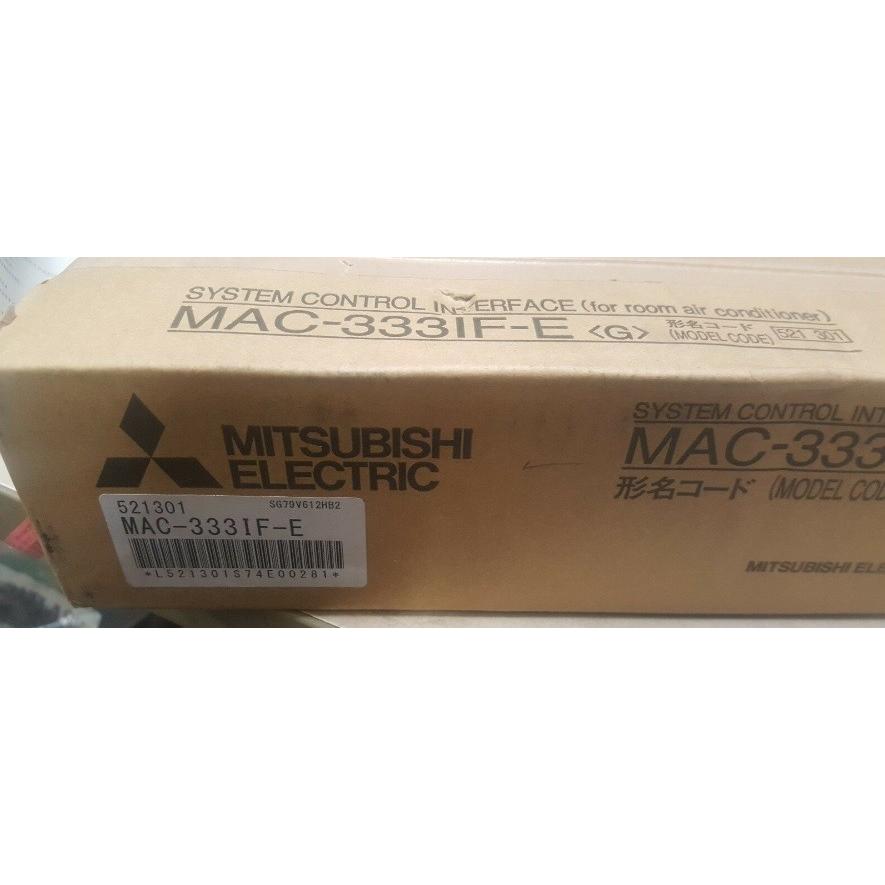 SYSTEM CONTROL INTERFACE (for room air conditioner)
MAC-333IF-E <G> 形名コード (MODEL CODE) 521 301
MITSUBISHI
ELECTRIC
521301 SG79V612HB2
MAC-333IF-E
*L521301S74E00281*
SYSTEM CONTROL INT
MAC-333
形名コード (MODEL COD
MITSUBISHI ELE